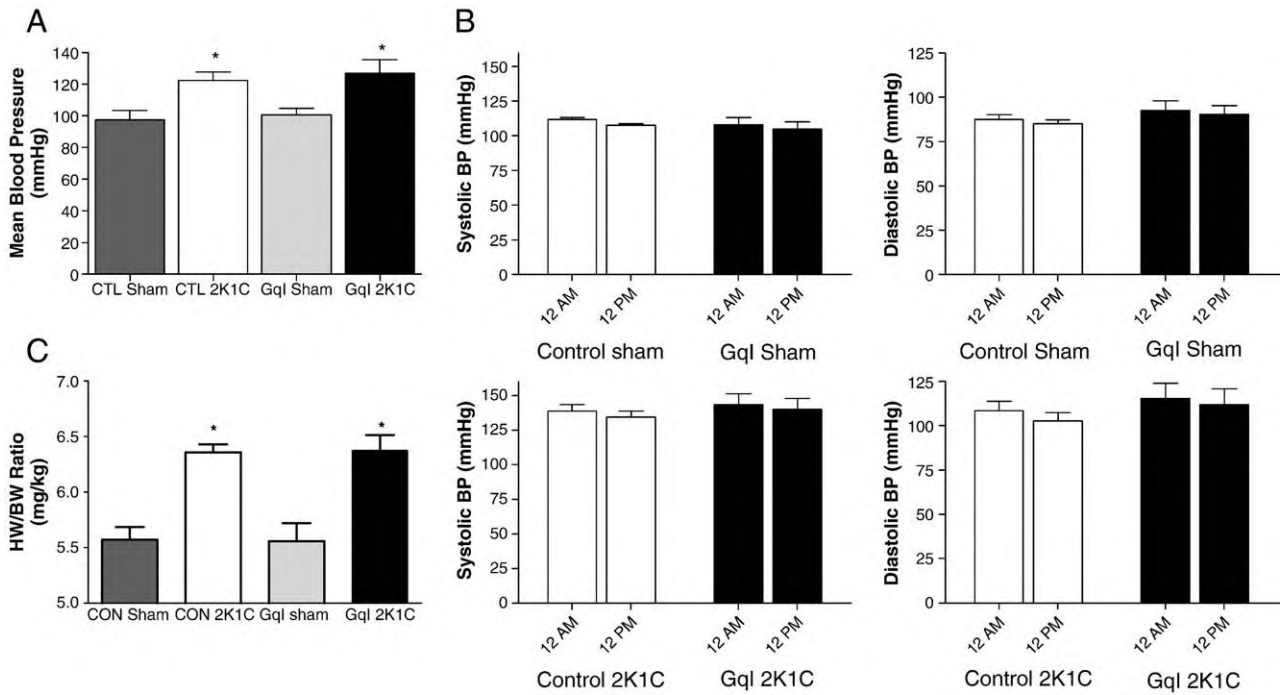 A
Mean Blood Pressure
(mmHg)
140
120
100
80
60
40
20
0
*
*
CTL Sham
CTL 2K1C
GqI Sham
GqI 2K1C
B
Systolic BP (mmHg)
150
125
100
75
50
25
0
12 AM
12 PM
12 AM
12 PM
Control sham
GqI Sham
Diastolic BP (mmHg)
125
100
75
50
25
0
12 AM
12 PM
12 AM
12 PM
Control Sham
GqI Sham
C
HW/BW Ratio
(mg/kg)
7.0
6.5
6.0
5.5
5.0
*
*
CON Sham
CON 2K1C
GqI sham
GqI 2K1C
Systolic BP (mmHg)
150
125
100
75
50
25
0
12 AM
12 PM
12 AM
12 PM
Control 2K1C
GqI 2K1C
Diastolic BP (mmHg)
125
100
75
50
25
0
12 AM
12 PM
12 AM
12 PM
Control 2K1C
GqI 2K1C